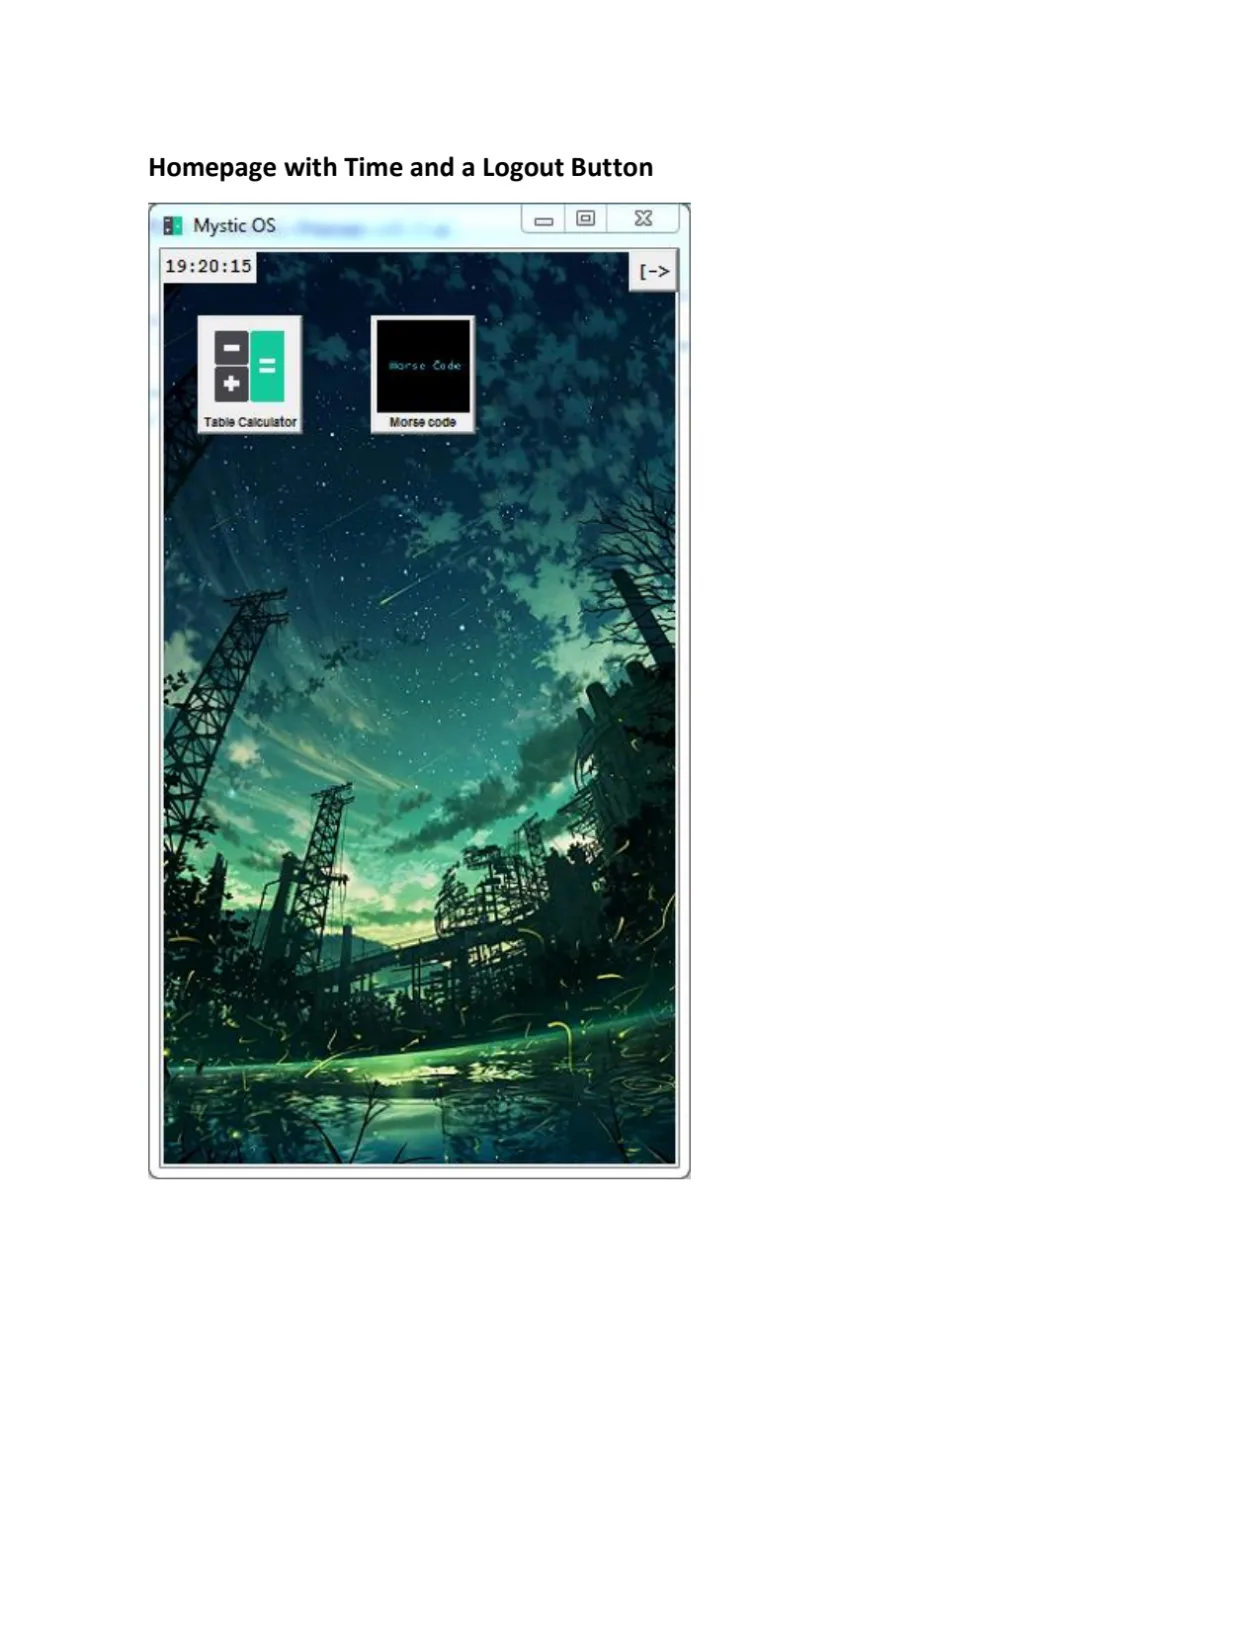 Homepage with Time and a Logout Button
Mystic OS
19:20:15
[->
Morse Code
Table Calculator
Morse code